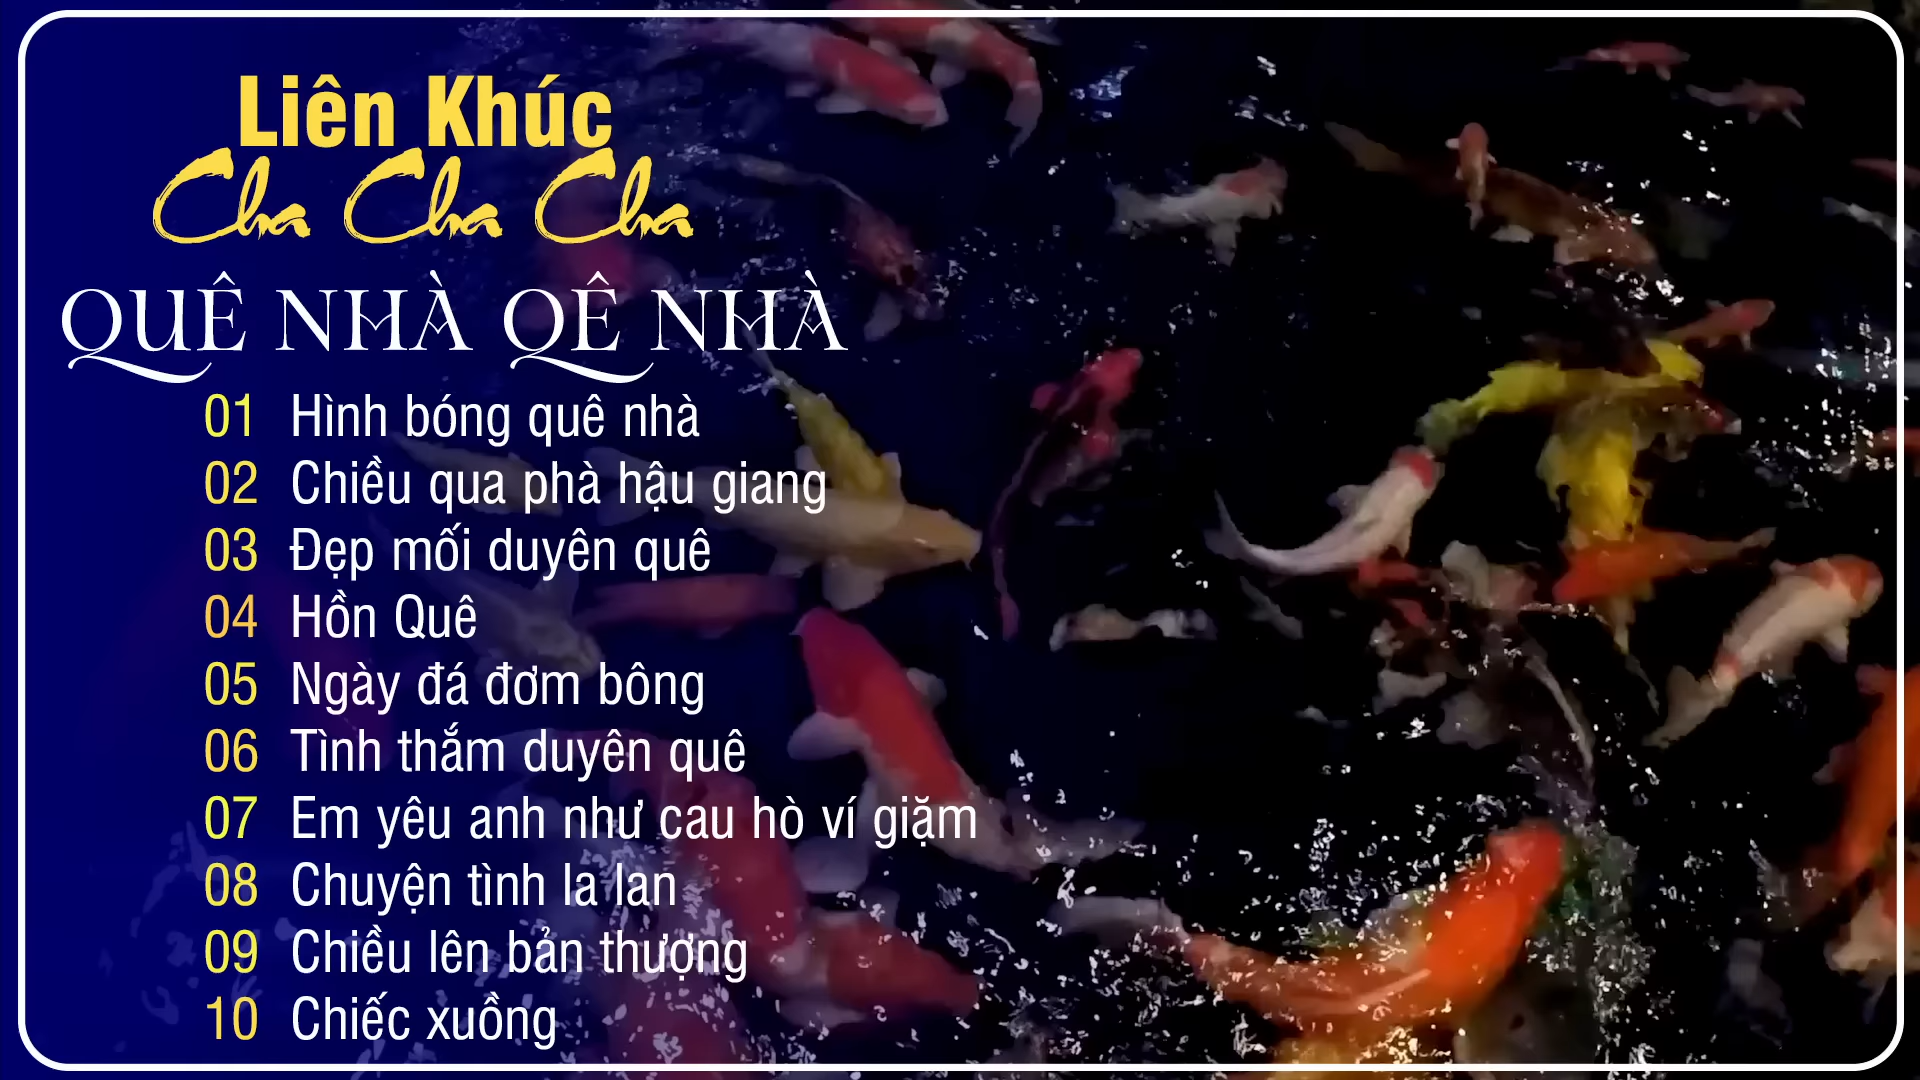 Liên Khúc
Cha Cha Cha
QUÊ NHÀ QÊ NHÀ
01 Hình bóng quê nhà
02 Chiều qua phà hậu giang
03 Đẹp mối duyên quê
04 Hồn Quê
05 Ngày đá đơm bông
06 Tình thắm duyên quê
07 Em yêu anh như cau hò ví giặm
08 Chuyện tình la lan
09 Chiều lên bản thượng
10 Chiếc xuồng